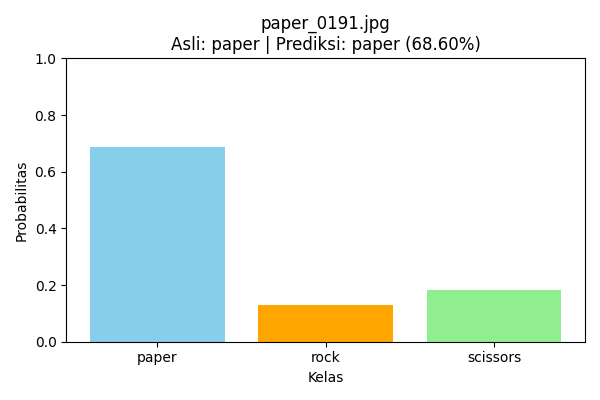 paper_0191.jpg
Asli: paper | Prediksi: paper (68.60%)
1.0
0.8
0.6
0.4
0.2
0.0
Probabilitas
paper rock scissors
Kelas